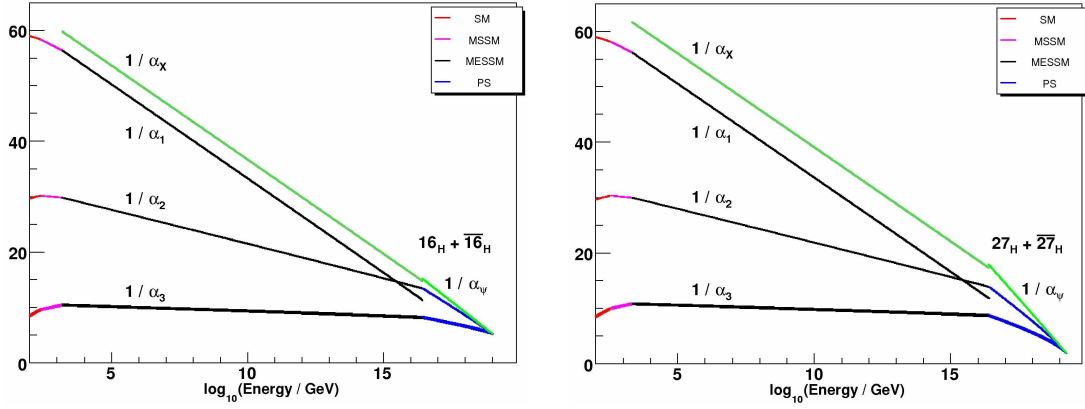 60
SM
MSSM
MESSM
PS
1 / αX
1 / α1
40
1 / α2
20
16H + 16H
1 / αψ
1 / α3
0
5
10
15
log10(Energy / GeV)
60
SM
MSSM
MESSM
PS
1 / αX
1 / α1
40
1 / α2
20
27H + 27H
1 / αψ
1 / α3
0
5
10
15
log10(Energy / GeV)